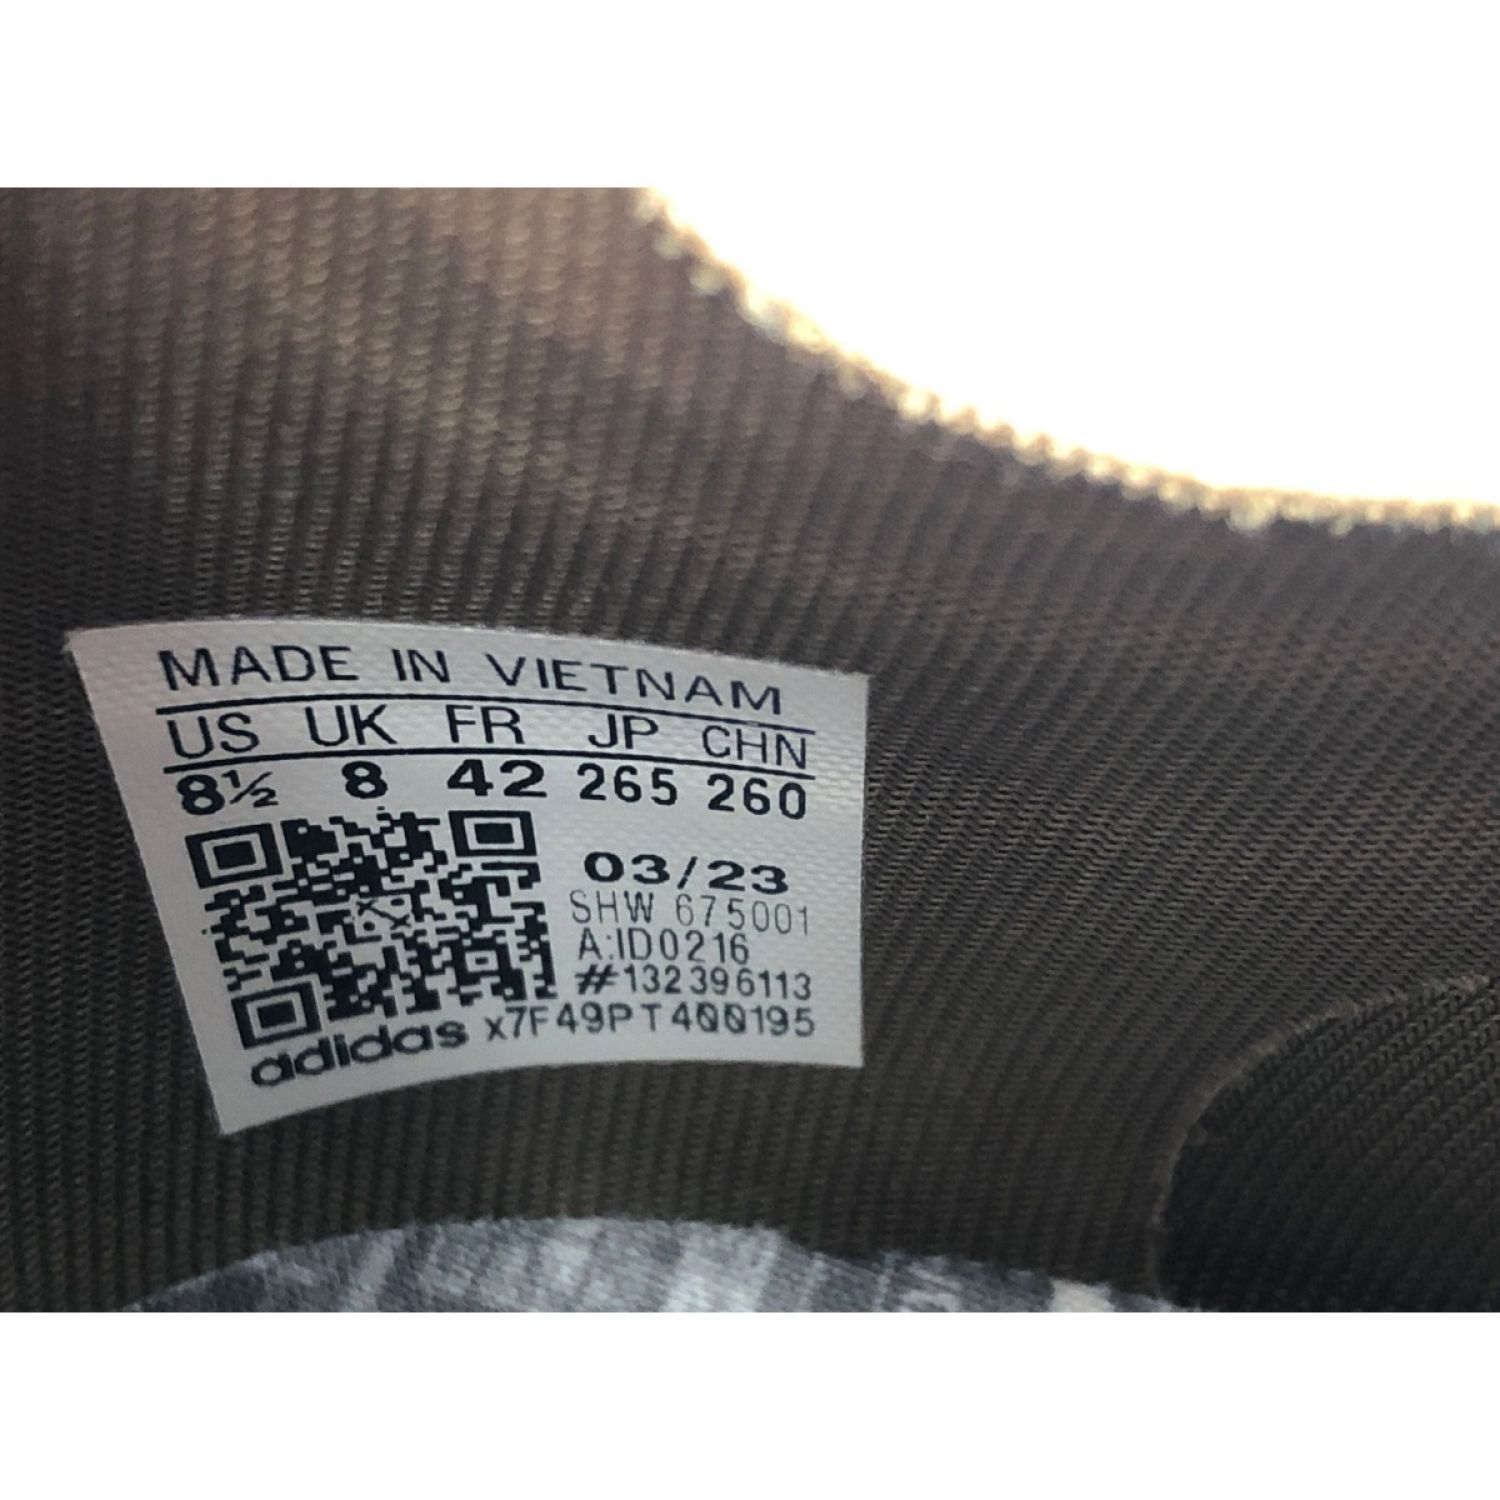 MADE IN VIETNAM
US UK FR JP CHN
8½ 8 42 265 260
03/23
SHW 675001
A:ID0216
#132396113
adidas x7F49PT400195